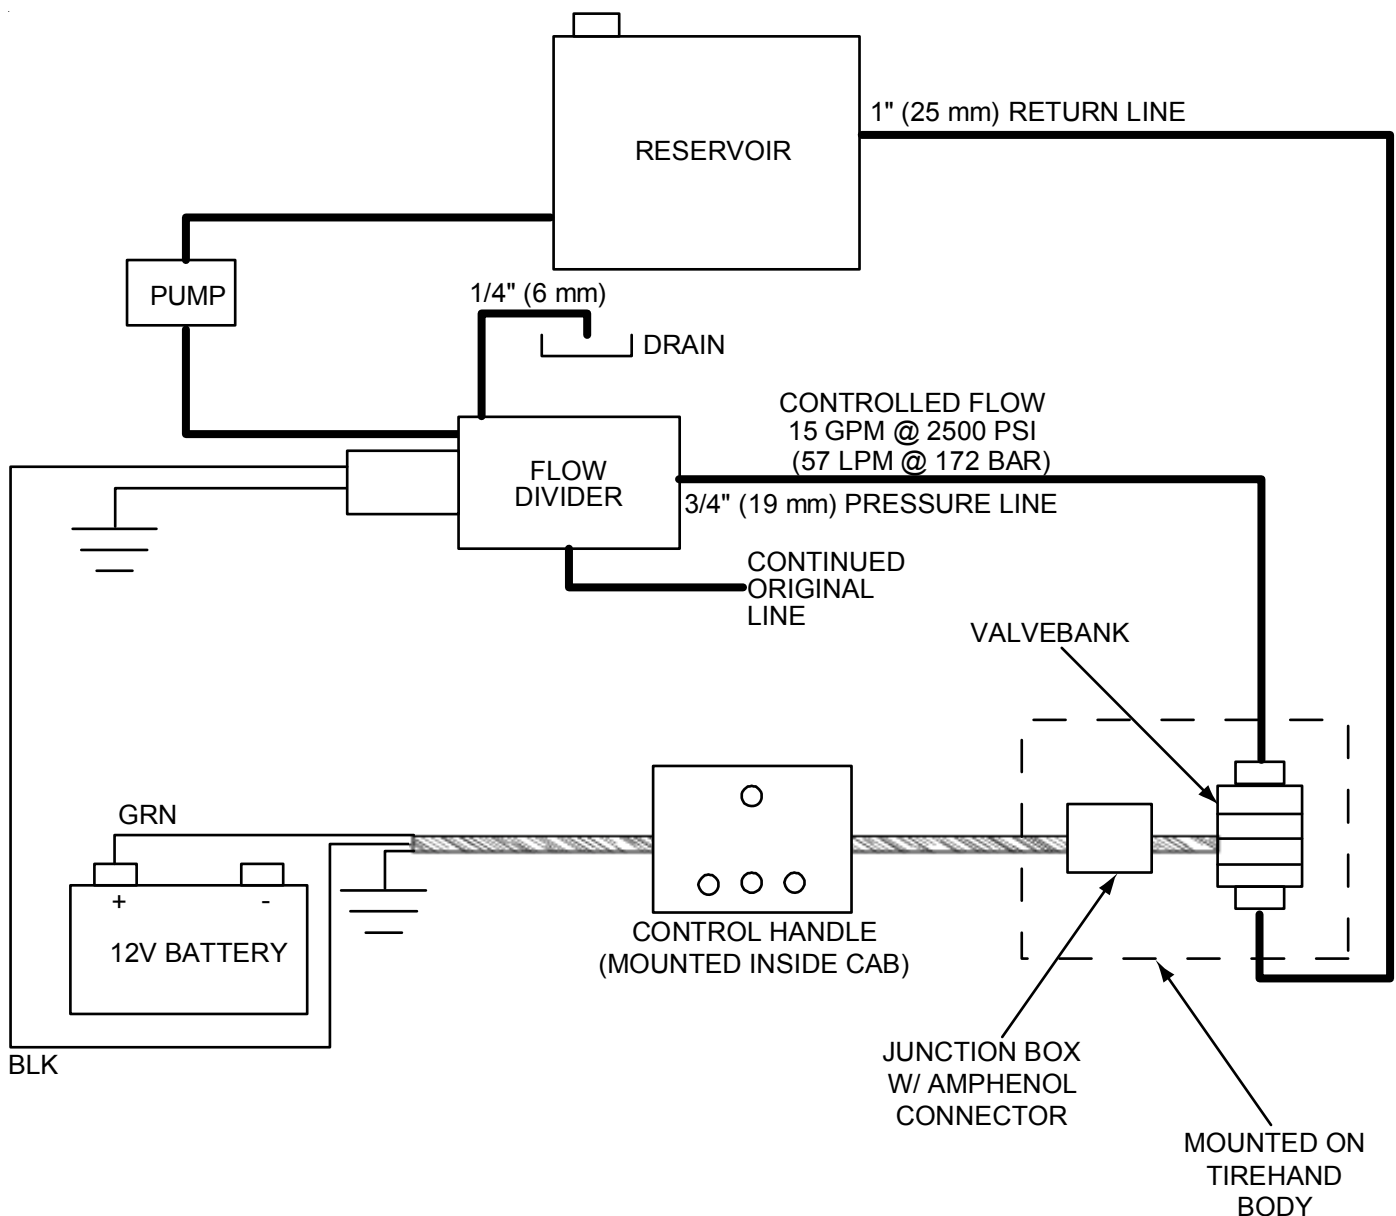 1" (25 mm) RETURN LINE
RESERVOIR
PUMP
1/4" (6 mm)
DRAIN
CONTROLLED FLOW
15 GPM @ 2500 PSI
(57 LPM @ 172 BAR)
FLOW
DIVIDER
3/4" (19 mm) PRESSURE LINE
CONTINUED
ORIGINAL
LINE
VALVEBANK
GRN
+ -
12V BATTERY
CONTROL HANDLE
(MOUNTED INSIDE CAB)
BLK
JUNCTION BOX
W/ AMPHENOL
CONNECTOR
MOUNTED ON
TIREHAND
BODY